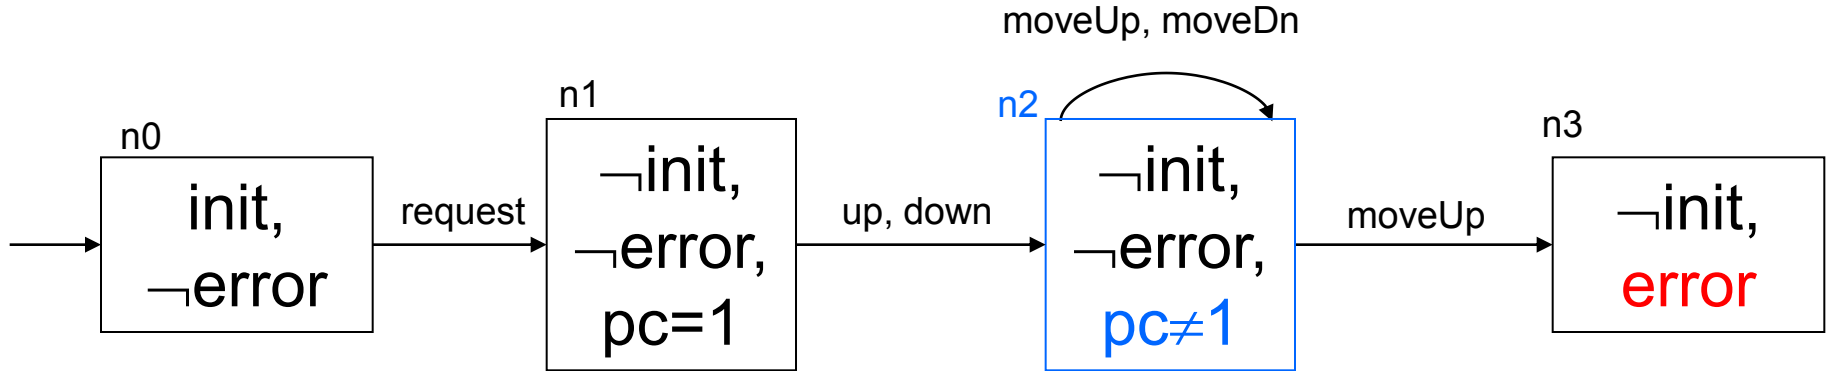 moveUp, moveDn
n0
init,
¬error
request
n1
¬init,
¬error,
pc=1
up, down
n2
¬init,
¬error,
pc≠1
moveUp
n3
¬init,
error